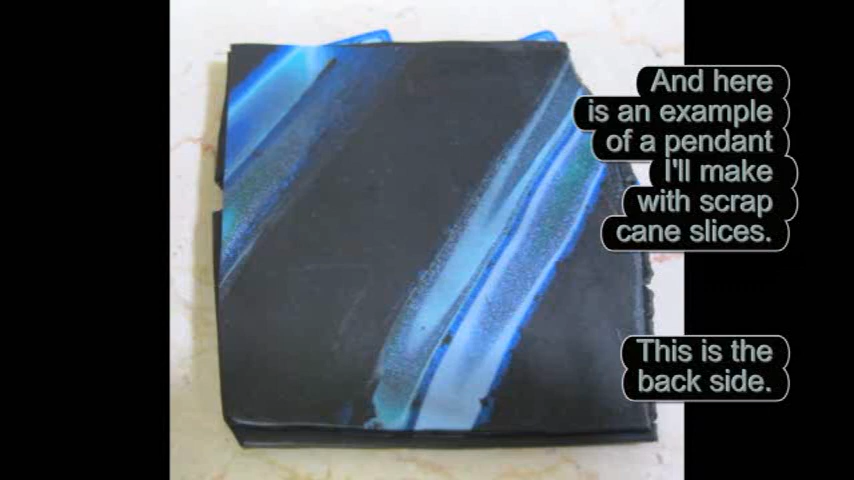 And here
is an example
of a pendant
I'll make
with scrap
cane slices.
This is the
back side.